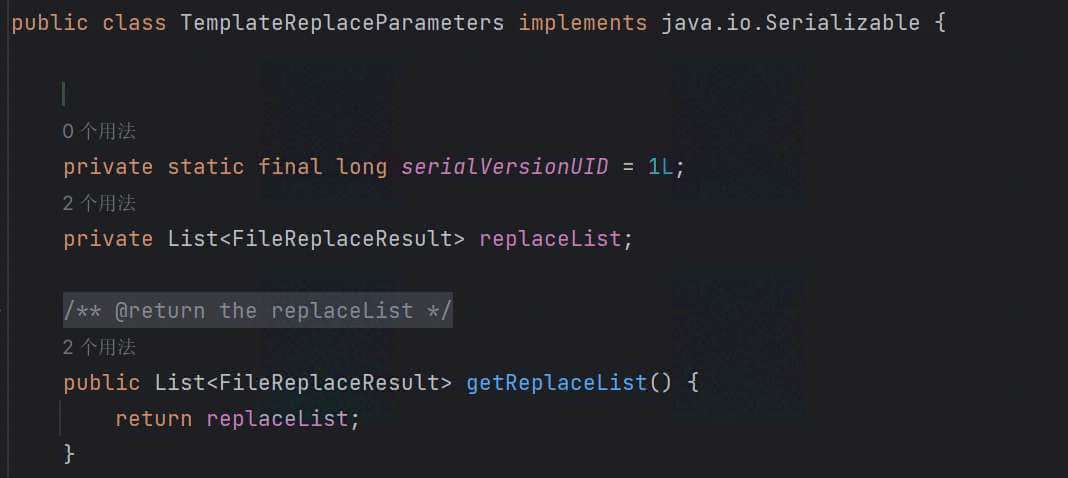 public class TemplateReplaceParameters implements java.io.Serializable {
0 个用法
private static final long serialVersionUID = 1L;
2 个用法
private List<FileReplaceResult> replaceList;
/** @return the replaceList */
2 个用法
public List<FileReplaceResult> getReplaceList() {
return replaceList;
}